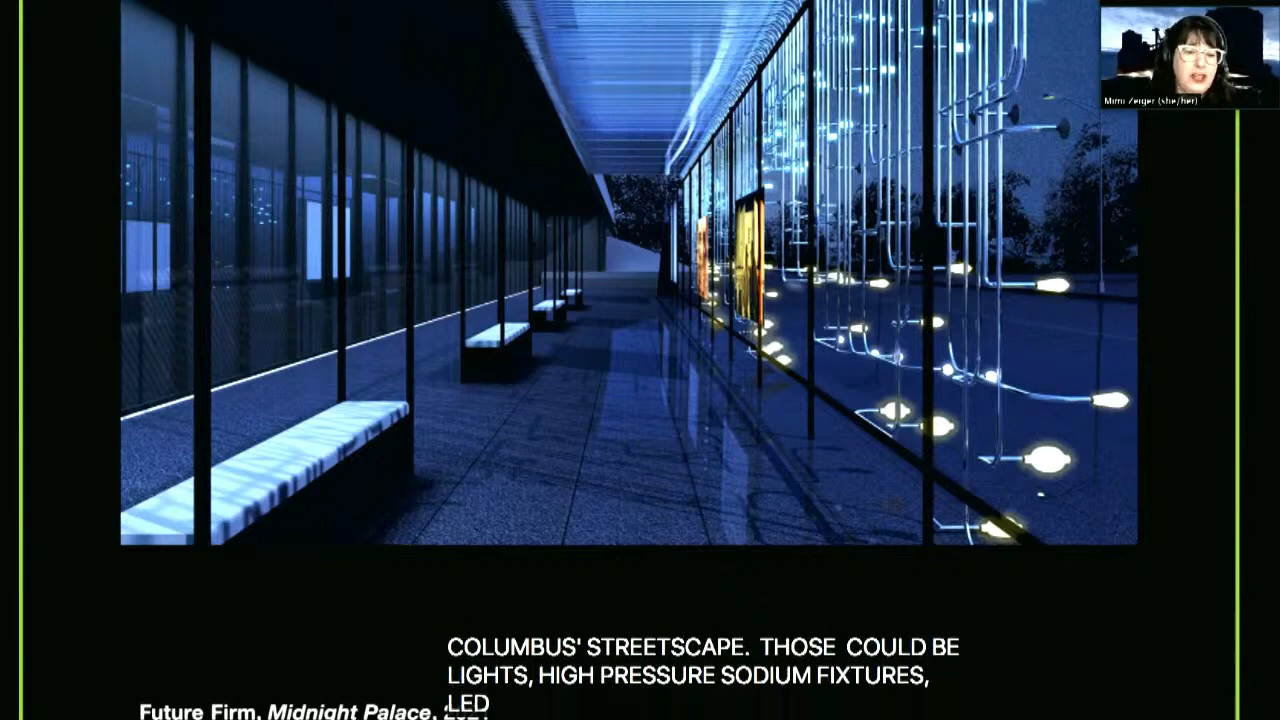 Mimi Zeiger (she/her)
COLUMBUS' STREETSCAPE. THOSE COULD BE
LIGHTS, HIGH PRESSURE SODIUM FIXTURES,
LED
Future Firm, Midnight Palace,